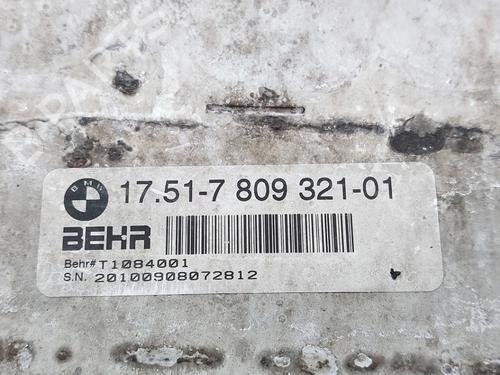 BMW
17.51-7 809 321-01
BEHR
Behr# T1084001
S.N. 20100908072812